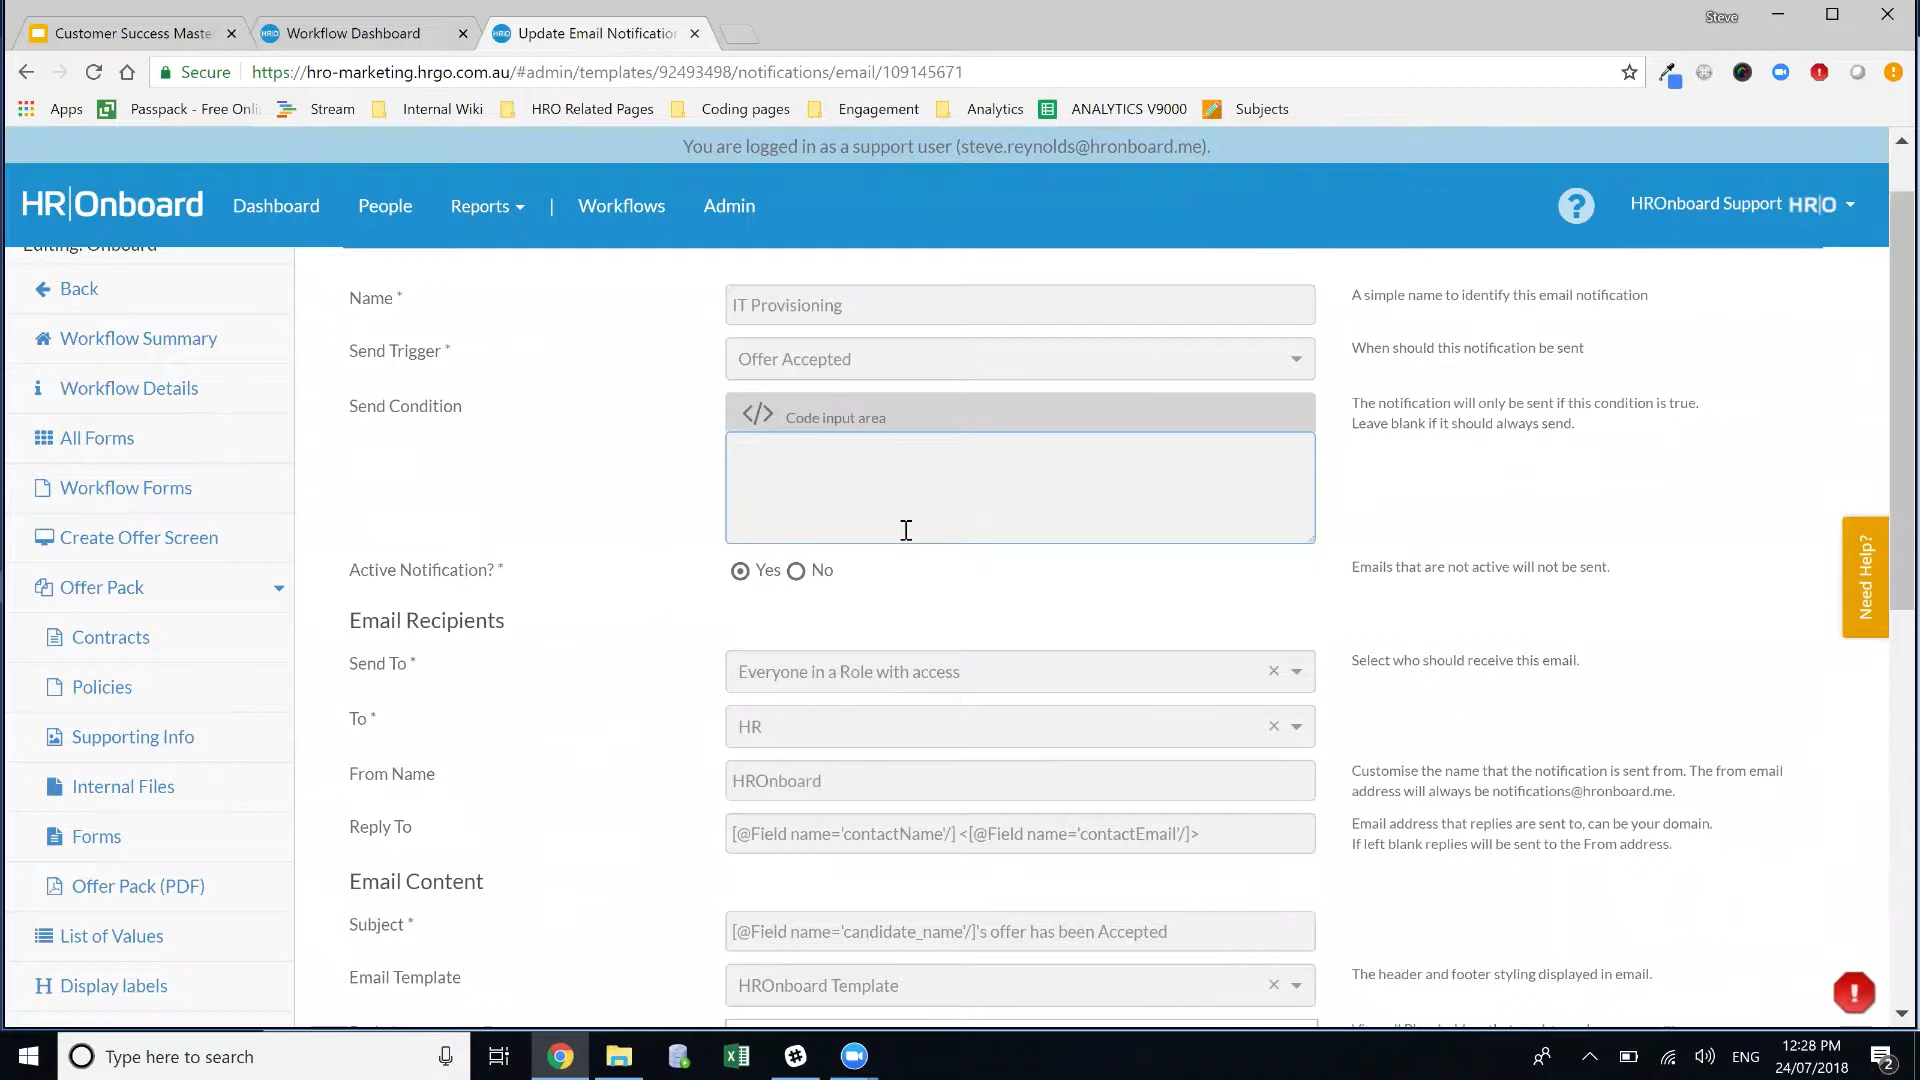 Steve
Customer Success Maste
Workflow Dashboard
Update Email Notification
Secure
https://hro-marketing.hrgo.com.au/#admin/templates/92493498/notifications/email/109145671
Apps
Passpack - Free Onli
Stream
Internal Wiki
HRO Related Pages
Coding pages
Engagement
Analytics
ANALYTICS V9000
Subjects
You are logged in as a support user (steve.reynolds@hronboard.me).
HR|Onboard
Dashboard
People
Reports
|
Workflows
Admin
?
HROnboard Support HR|O
Editing: Onboard
Back
Workflow Summary
Workflow Details
All Forms
Workflow Forms
Create Offer Screen
Offer Pack
Contracts
Policies
Supporting Info
Internal Files
Forms
Offer Pack (PDF)
List of Values
Display labels
Name *
IT Provisioning
A simple name to identify this email notification
Send Trigger *
Offer Accepted
When should this notification be sent
Send Condition
</> Code input area
The notification will only be sent if this condition is true.
Leave blank if it should always send.
Active Notification? *
Yes No
Emails that are not active will not be sent.
Email Recipients
Send To *
Everyone in a Role with access
Select who should receive this email.
To *
HR
From Name
HROnboard
Customise the name that the notification is sent from. The from email
address will always be notifications@hronboard.me.
Reply To
[@Field name='contactName'/] <[@Field name='contactEmail'/]>
Email address that replies are sent to, can be your domain.
If left blank replies will be sent to the From address.
Email Content
Subject *
[@Field name='candidate_name'/]'s offer has been Accepted
Email Template
HROnboard Template
The header and footer styling displayed in email.
Need Help?
Type here to search
ENG
12:28 PM
24/07/2018
2